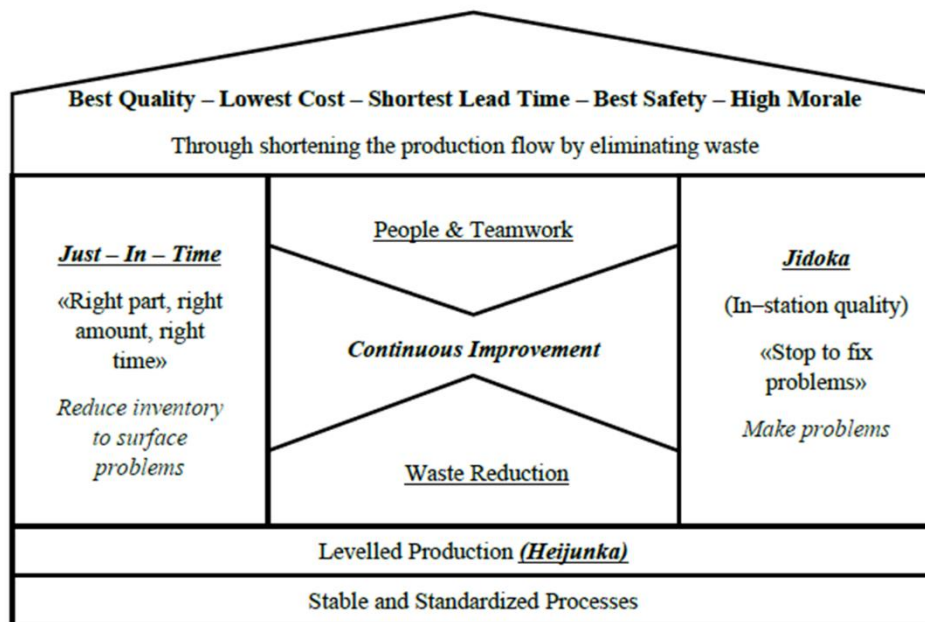 Best Quality – Lowest Cost – Shortest Lead Time – Best Safety – High Morale
Through shortening the production flow by eliminating waste
Just – In – Time
«Right part, right
amount, right
time»
Reduce inventory
to surface
problems
People & Teamwork
Continuous Improvement
Waste Reduction
Jidoka
(In–station quality)
«Stop to fix
problems»
Make problems
Levelled Production (Heijunka)
Stable and Standardized Processes